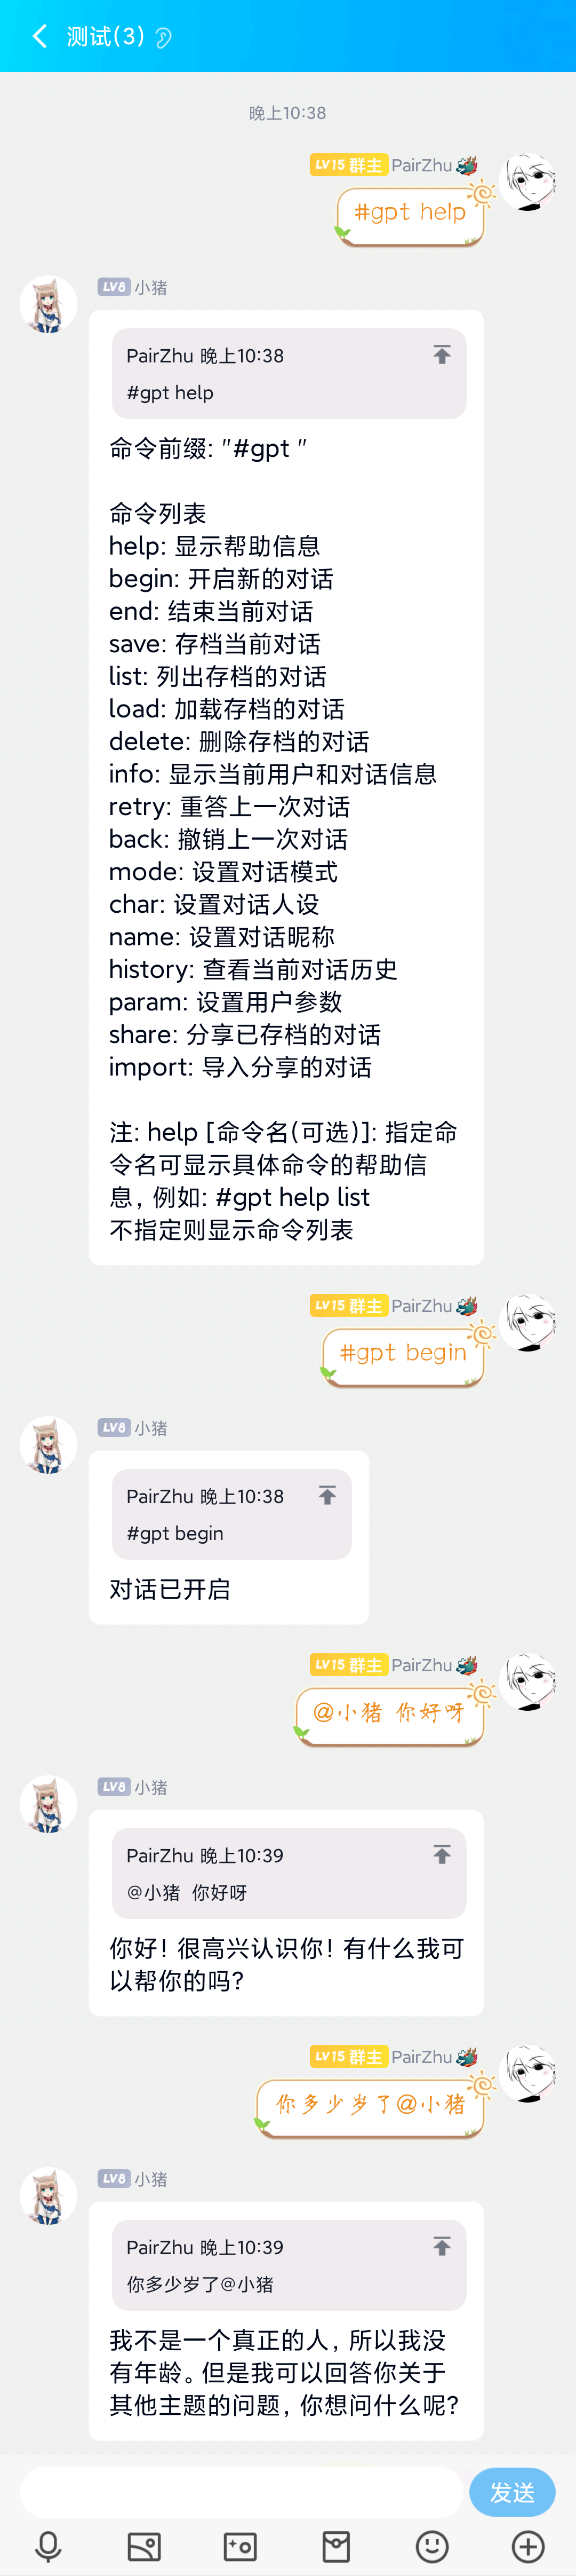 测试(3)
晚上10:38
LV15 群主 PairZhu
#gpt help
LV8 小猪
PairZhu 晚上10:38
#gpt help
命令前缀: "#gpt "
命令列表
help: 显示帮助信息
begin: 开启新的对话
end: 结束当前对话
save: 存档当前对话
list: 列出存档的对话
load: 加载存档的对话
delete: 删除存档的对话
info: 显示当前用户和对话信息
retry: 重答上一次对话
back: 撤销上一次对话
mode: 设置对话模式
char: 设置对话人设
name: 设置对话昵称
history: 查看当前对话历史
param: 设置用户参数
share: 分享已存档的对话
import: 导入分享的对话
注: help [命令名(可选)]: 指定命
令名可显示具体命令的帮助信
息, 例如: #gpt help list
不指定则显示命令列表
LV15 群主 PairZhu
#gpt begin
LV8 小猪
PairZhu 晚上10:38
#gpt begin
对话已开启
LV15 群主 PairZhu
@小猪 你好呀
LV8 小猪
PairZhu 晚上10:39
@小猪 你好呀
你好！很高兴认识你！有什么我可
以帮你的吗？
LV15 群主 PairZhu
你多少岁了@小猪
LV8 小猪
PairZhu 晚上10:39
你多少岁了@小猪
我不是一个真正的人，所以我没
有年龄。但是我可以回答你关于
其他主题的问题，你想问什么呢？
发送